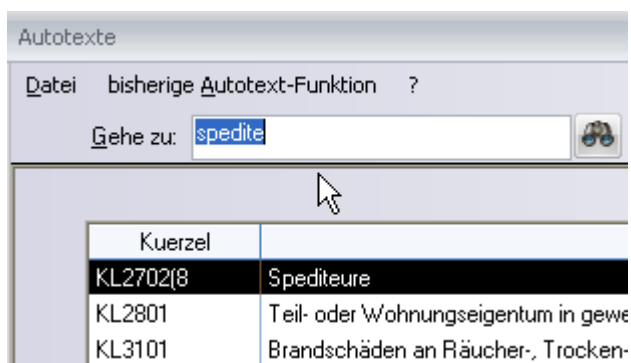 Autotexte
Datei bisherige Autotext-Funktion ?
Gehe zu: spedite
Kuerzel
KL2702(8 Spediteure
KL2801 Teil- oder Wohnungseigentum in gewe
KL3101 Brandschäden an Räucher-, Trocken-